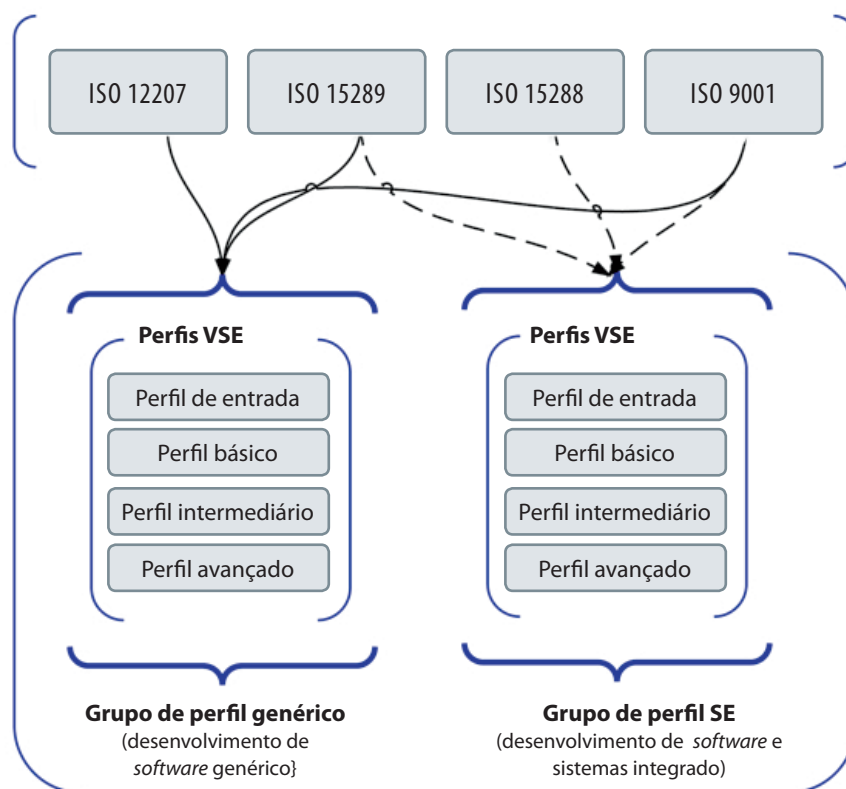 ISO 12207
ISO 15289
ISO 15288
ISO 9001
Perfis VSE
Perfil de entrada
Perfil básico
Perfil intermediário
Perfil avançado
Grupo de perfil genérico
(desenvolvimento de
software genérico}
Perfis VSE
Perfil de entrada
Perfil básico
Perfil intermediário
Perfil avançado
Grupo de perfil SE
(desenvolvimento de software e
sistemas integrado)